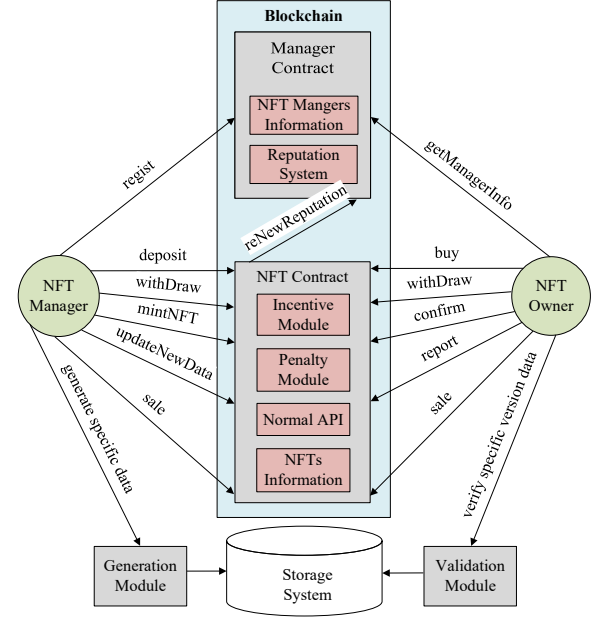 Blockchain
Manager
Contract
NFT Mangers
Information
Reputation
System
regist
getManagerInfo
reNewReputation
NFT
Manager
deposit
withDraw
mintNFT
updateNewData
sale
generate specific data
NFT Contract
Incentive
Module
Penalty
Module
Normal API
NFTs
Information
buy
withDraw
confirm
report
sale
verify specific version data
NFT
Owner
Generation
Module
Storage
System
Validation
Module